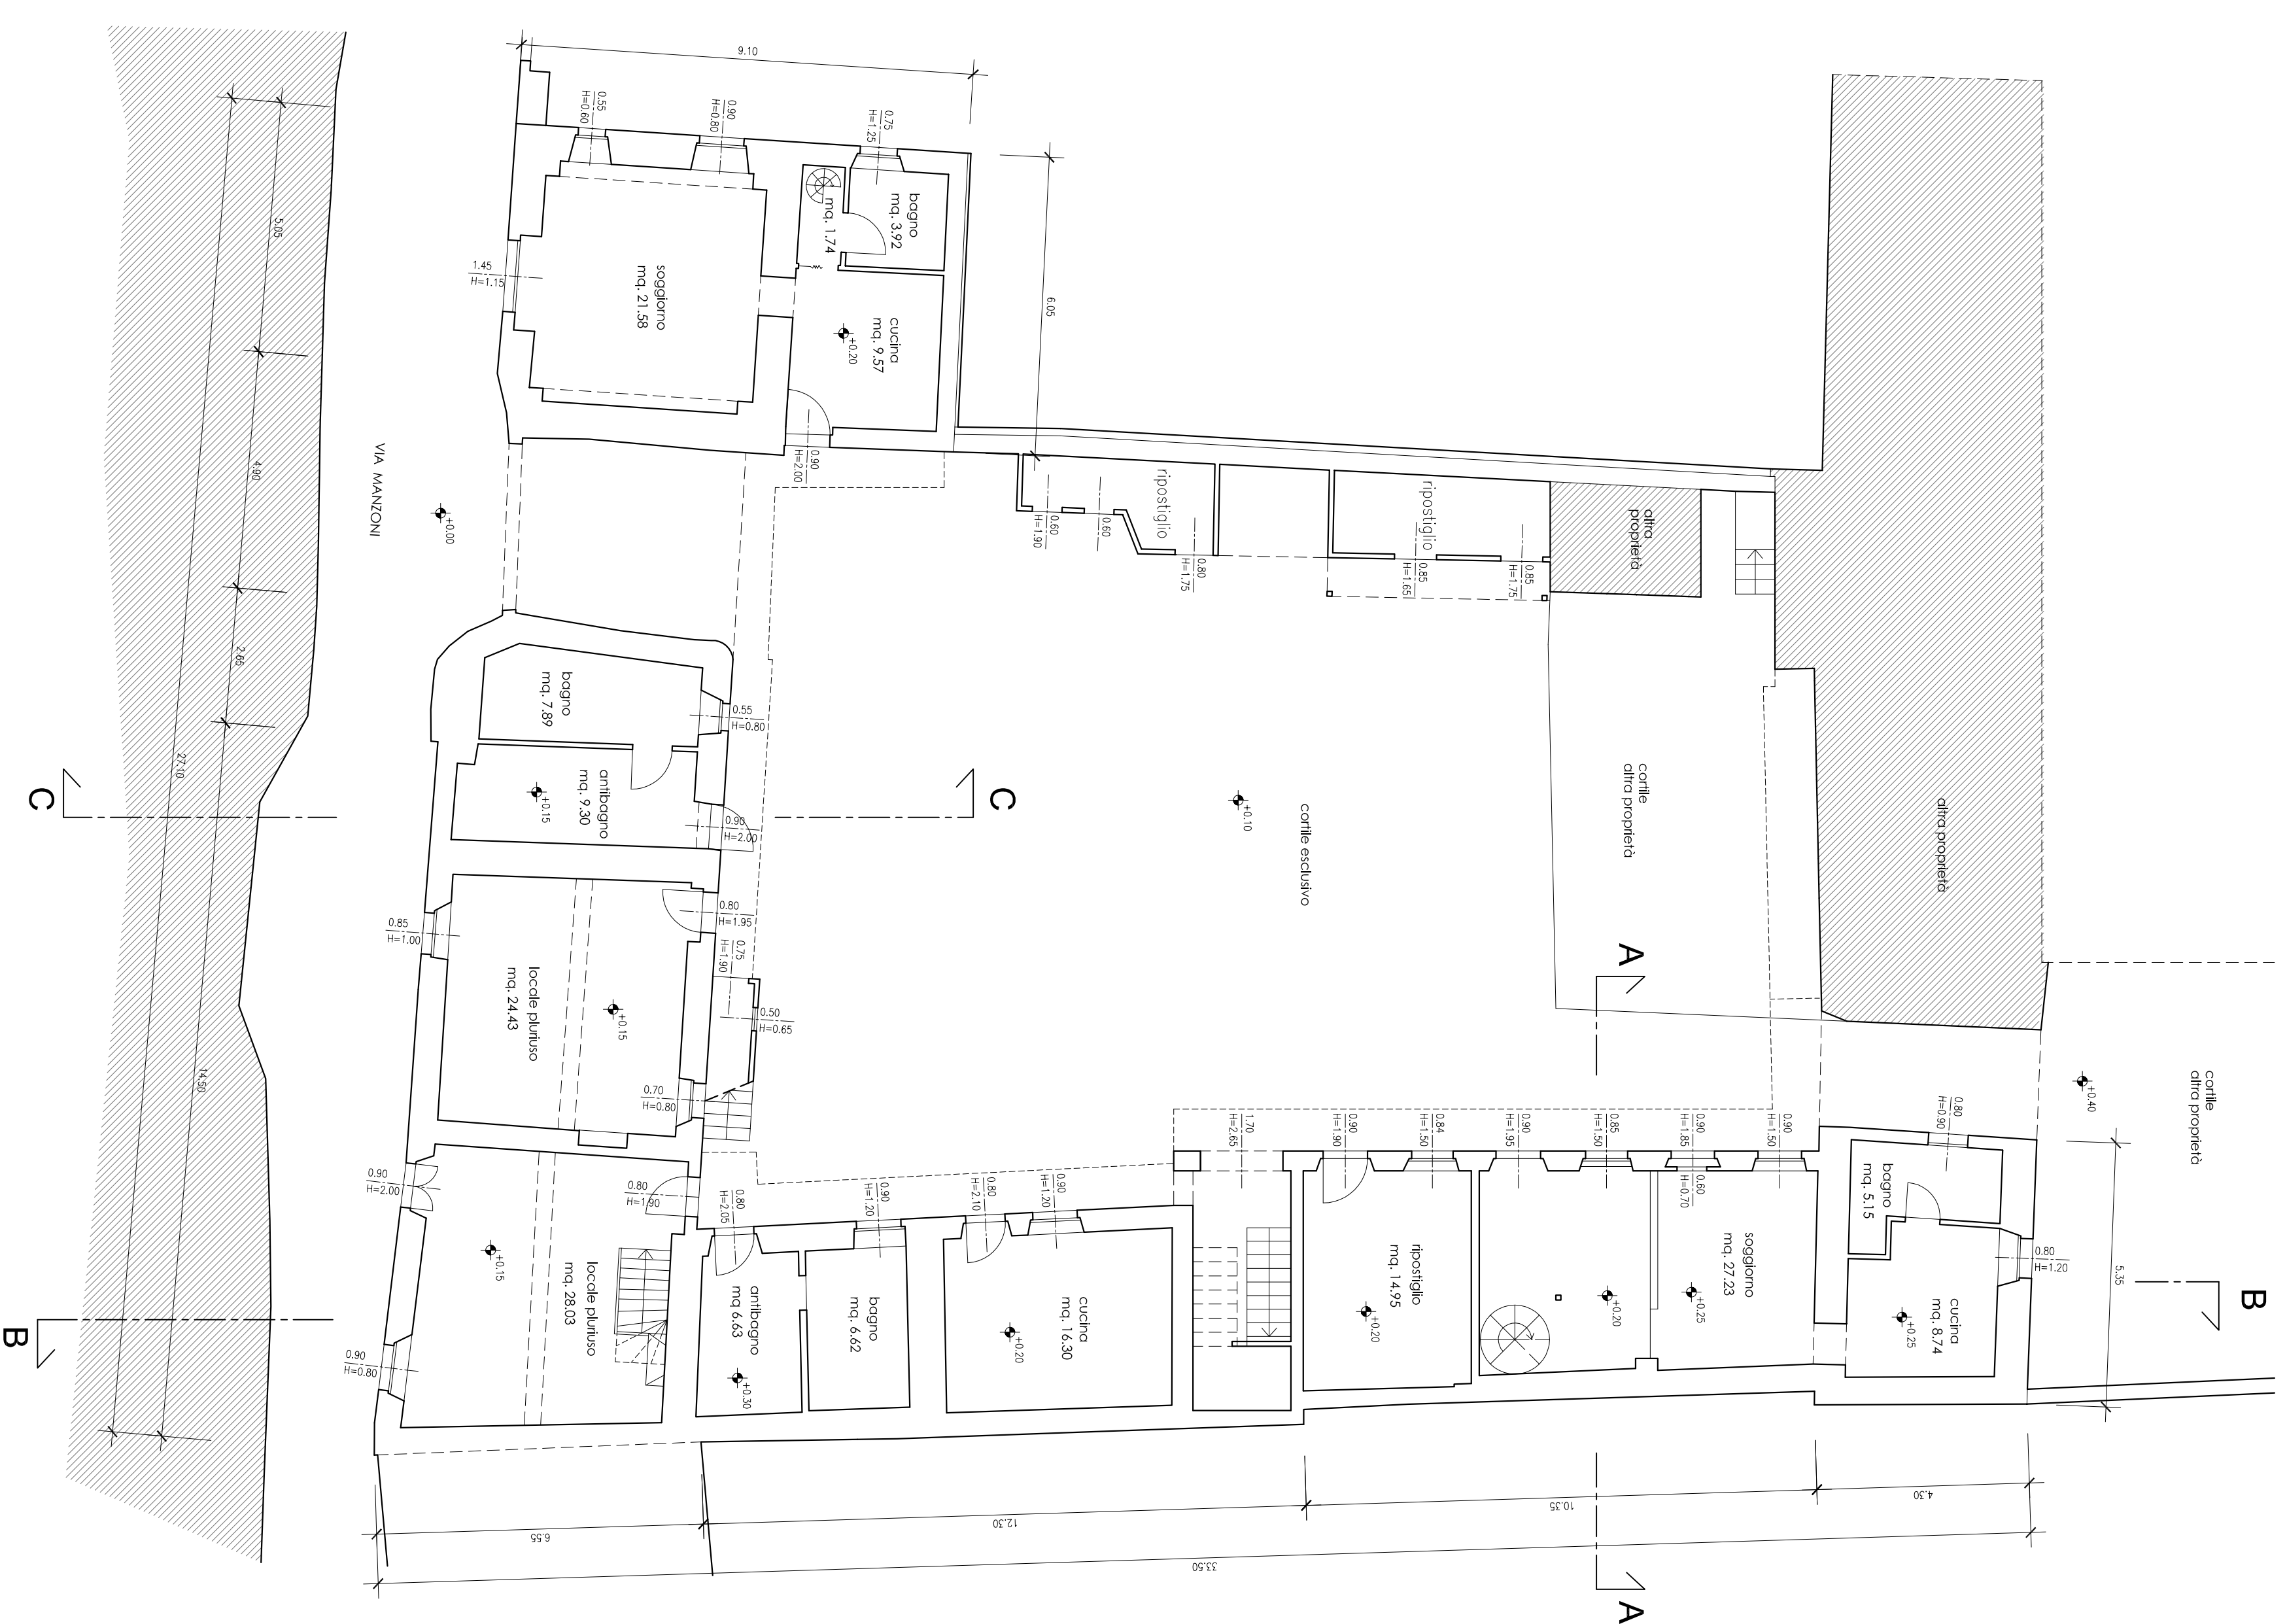 9.10
0.55
H=0.60
0.90
H=0.80
0.75
H=1.25
bagno
mq. 3.92
mq. 1.74
soggiorno
mq. 21.58
cucina
mq. 9.57
+0.20
1.45
H=1.15
6.05
0.90
H=2.00
5.05
4.90
2.65
27.10
14.50
VIA MANZONI
+0.00
ripostiglio
0.60
H=1.90
0.60
0.80
H=1.75
ripostiglio
0.85
H=1.65
0.85
H=1.75
altra
proprietà
cortile
altra proprietà
altra proprietà
cortile esclusivo
+0.10
bagno
mq. 7.89
0.55
H=0.80
antibagno
mq. 9.30
+0.15
0.90
H=2.00
C
C
0.80
H=1.95
0.85
H=1.00
0.75
H=1.90
0.50
H=0.65
locale pluriuso
mq. 24.43
+0.15
0.70
H=0.80
A
+0.40
cortile
altra proprietà
0.90
H=2.00
0.80
H=1.90
0.80
H=2.05
0.90
H=1.20
0.80
H=2.10
0.90
H=1.20
1.70
H=2.65
0.90
H=1.90
0.84
H=1.50
0.90
H=1.95
0.85
H=1.50
0.90
H=1.85
0.60
H=0.70
0.90
H=1.50
0.80
H=0.90
bagno
mq. 5.15
0.80
H=1.20
5.35
B
B
+0.15
locale pluriuso
mq. 28.03
0.90
H=0.80
antibagno
mq 6.63
+0.30
bagno
mq. 6.62
cucina
mq. 16.30
+0.20
ripostiglio
mq. 14.95
+0.20
+0.20
soggiorno
mq. 27.23
+0.25
cucina
mq. 8.74
+0.25
6.55
12.30
10.35
4.30
33.50
A